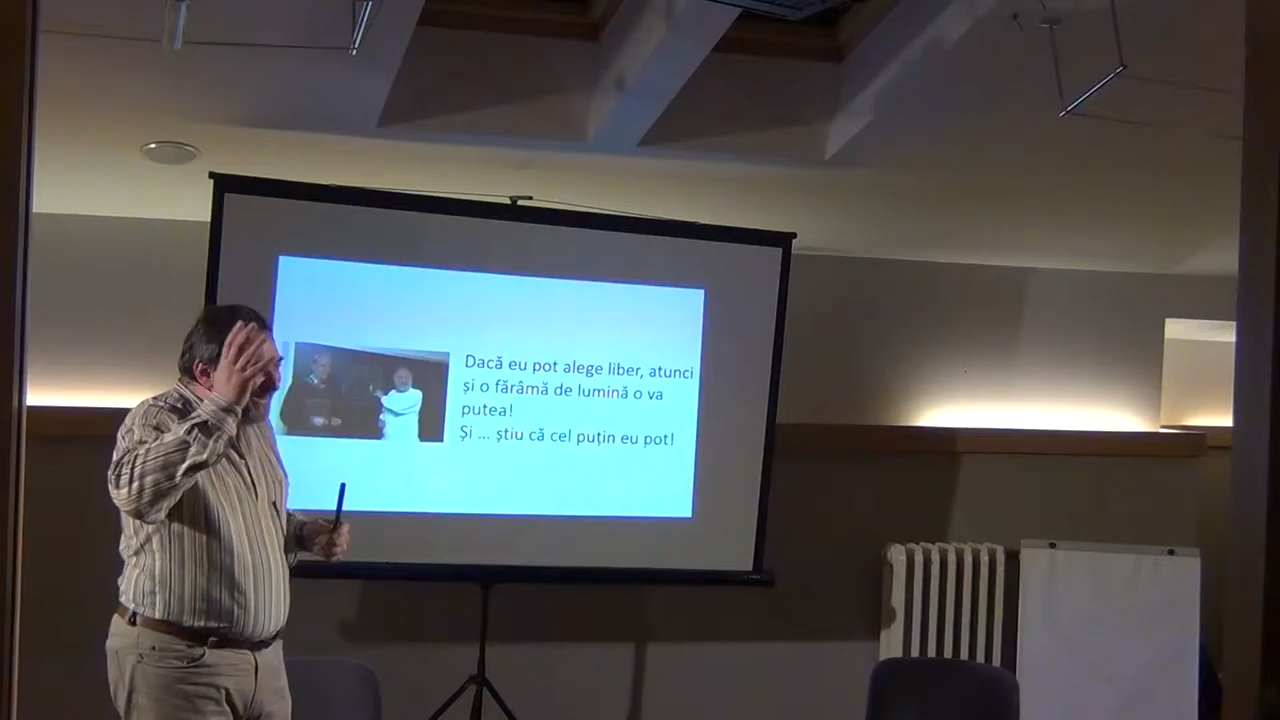 Dacă eu pot alege liber, atunci
și o fărâmă de lumină o va
putea!
Și ... știu că cel puțin eu pot!